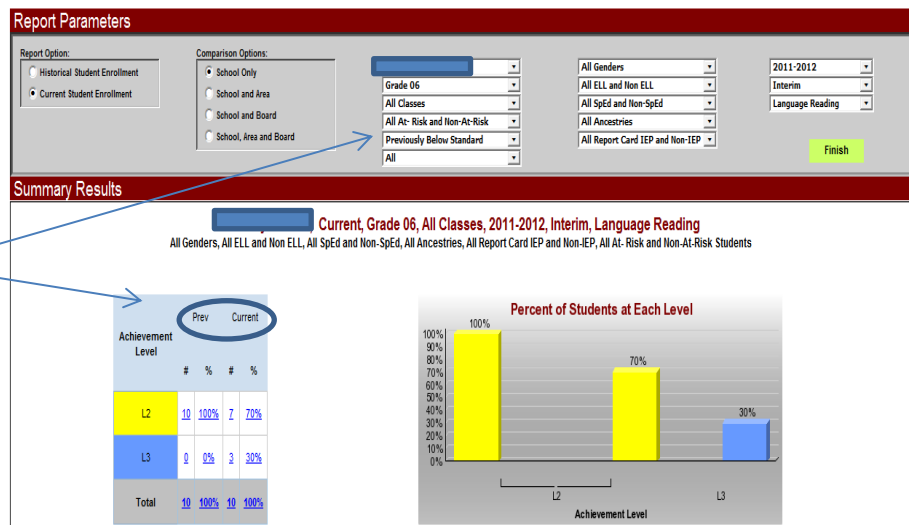 Report Parameters
Report Option:
Historical Student Enrollment
Current Student Enrollment
Comparison Options:
School Only
School and Area
School and Board
School, Area and Board
Grade 06
All Classes
All At- Risk and Non-At-Risk
Previously Below Standard
All
All Genders
All ELL and Non ELL
All SpEd and Non-SpEd
All Ancestries
All Report Card IEP and Non-IEP
2011-2012
Interim
Language Reading
Finish
Summary Results
Current, Grade 06, All Classes, 2011-2012, Interim, Language Reading
All Genders, All ELL and Non ELL, All SpEd and Non-SpEd, All Ancestries, All Report Card IEP and Non-IEP, All At- Risk and Non-At-Risk Students
Achievement Level Prev Current
# % # %
L2 10 100% 7 70%
L3 0 0% 3 30%
Total 10 100% 10 100%
Percent of Students at Each Level
100%
90%
80%
70%
60%
50%
40%
30%
20%
10%
0%
100%
70%
30%
L2 L3
Achievement Level